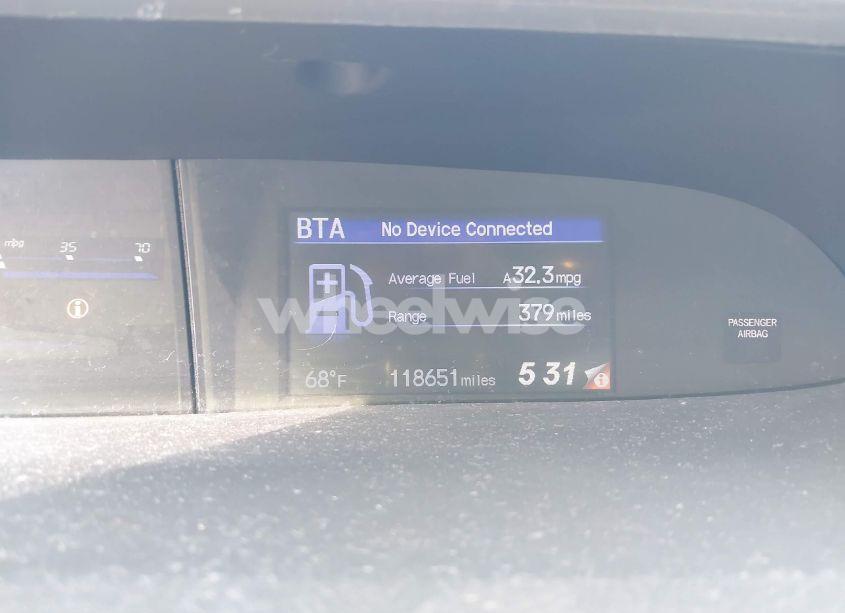 BTA No Device Connected
mpg 35 70
Average Fuel A32.3mpg
Range 379miles
wheelwise
PASSENGER
AIRBAG
68°F 118651miles 5 31